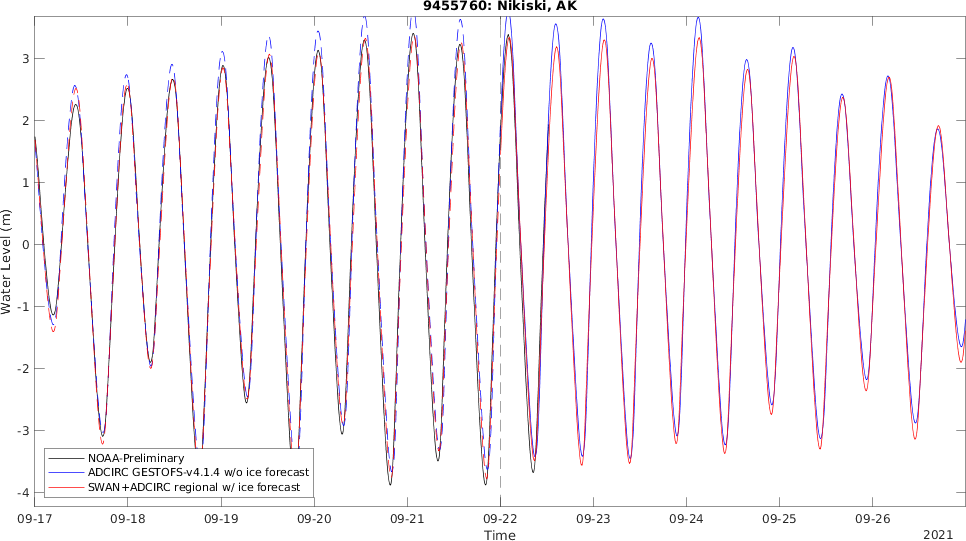 9455760: Nikiski, AK
Water Level (m)
3
2
1
0
-1
-2
-3
-4
NOAA-Preliminary
ADCIRC GESTOFS-v4.1.4 w/o ice forecast
SWAN+ADCIRC regional w/ ice forecast
09-17 09-18 09-19 09-20 09-21 09-22 09-23 09-24 09-25 09-26
Time
2021